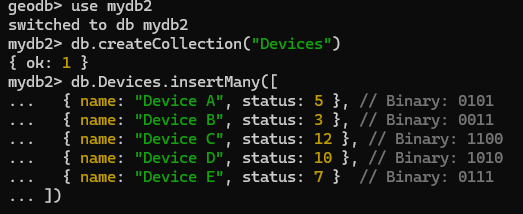 geodb> use mydb2
switched to db mydb2
mydb2> db.createCollection("Devices")
{ ok: 1 }
mydb2> db.Devices.insertMany([
...   { name: "Device A", status: 5 }, // Binary: 0101
...   { name: "Device B", status: 3 }, // Binary: 0011
...   { name: "Device C", status: 12 }, // Binary: 1100
...   { name: "Device D", status: 10 }, // Binary: 1010
...   { name: "Device E", status: 7 }  // Binary: 0111
... ])